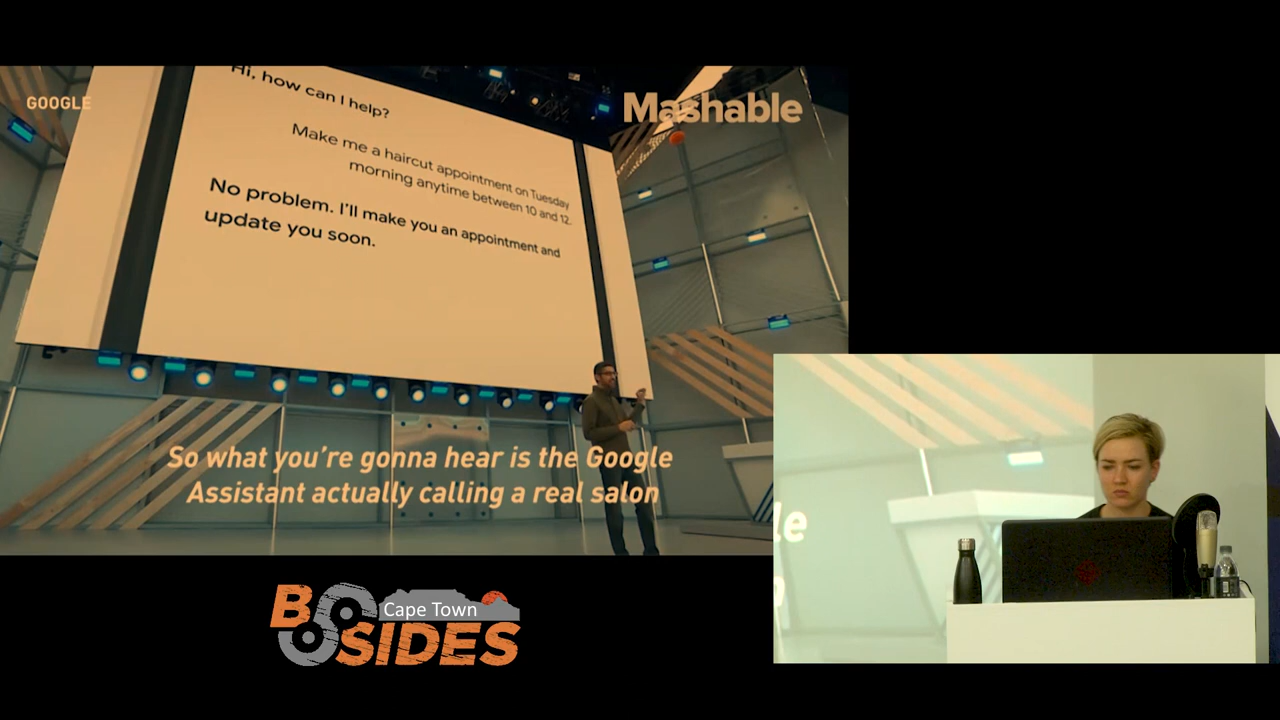 GOOGLE
Mashable
Hi, how can I help?
Make me a haircut appointment on Tuesday
morning anytime between 10 and 12.
No problem. I'll make you an appointment and
update you soon.
So what you're gonna hear is the Google
Assistant actually calling a real salon
le
B
Cape Town
SIDES